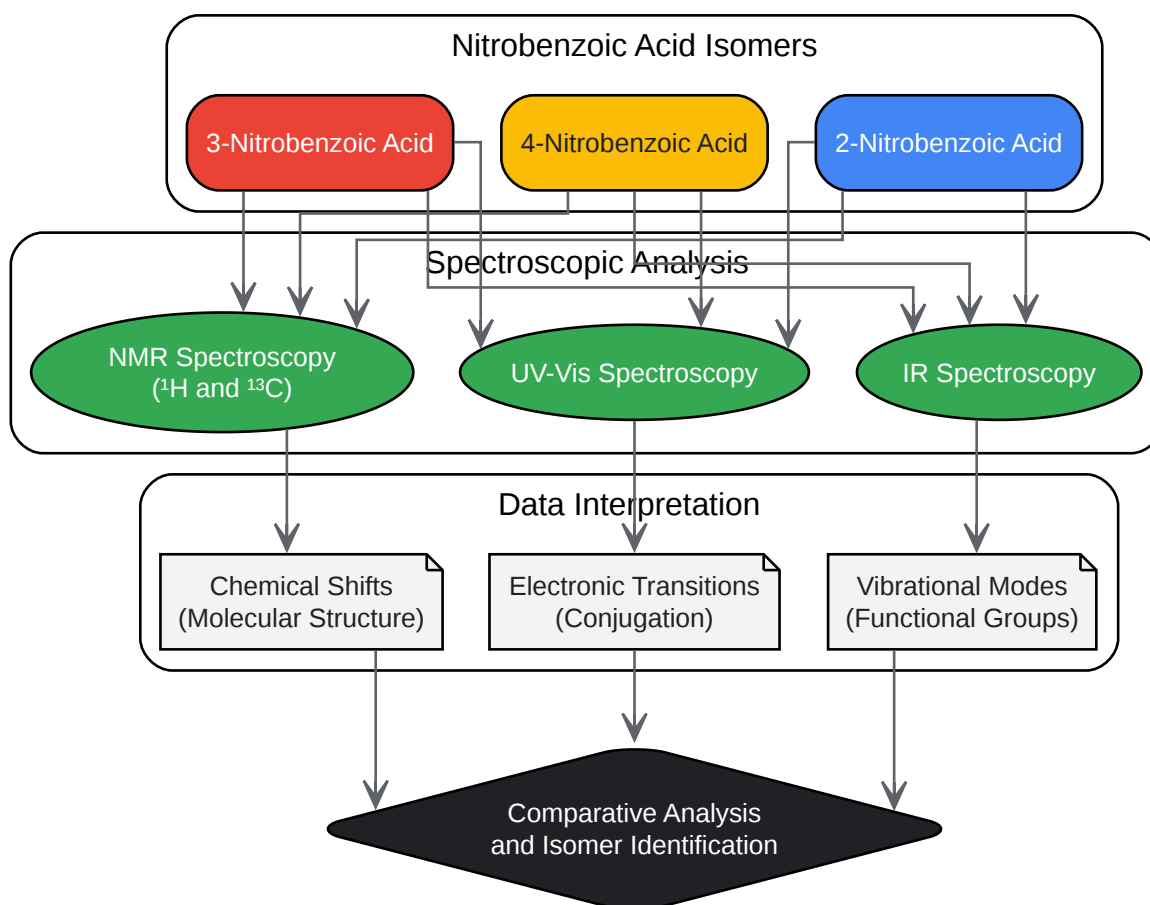 Nitrobenzoic Acid Isomers
3-Nitrobenzoic Acid
4-Nitrobenzoic Acid
2-Nitrobenzoic Acid
Spectroscopic Analysis
NMR Spectroscopy
(¹H and ¹³C)
UV-Vis Spectroscopy
IR Spectroscopy
Data Interpretation
Chemical Shifts
(Molecular Structure)
Electronic Transitions
(Conjugation)
Vibrational Modes
(Functional Groups)
Comparative Analysis
and Isomer Identification